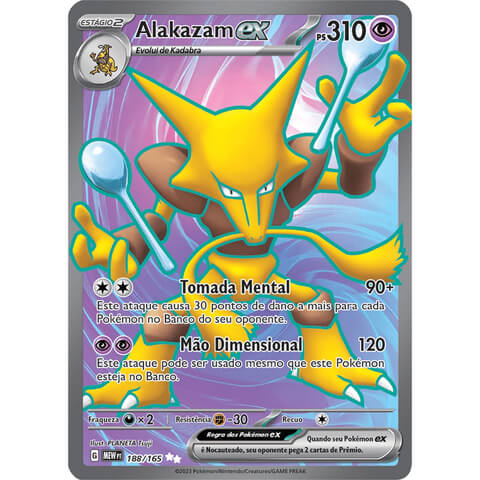 ESTÁGIO 2
Alakazam ex PS 310
Evolui de Kadabra
Tomada Mental 90+
Este ataque causa 30 pontos de dano a mais para cada
Pokémon no Banco do seu oponente.
Mão Dimensional 120
Este ataque pode ser usado mesmo que este Pokémon
esteja no Banco.
Fraqueza ×2 Resistência -30 Recuo
Regra dos Pokémon ex Quando seu Pokémon ex
é Nocauteado, seu oponente pega 2 cartas de Prêmio.
Ilust. PLANETA Tsuji
G MEW PT 188/165
©2023 Pokémon/Nintendo/Creatures/GAME FREAK